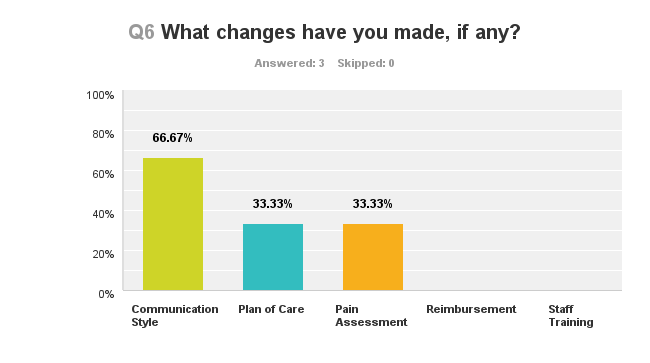 Q6 What changes have you made, if any?
Answered: 3 Skipped: 0
100%
80%
60%
40%
20%
0%
66.67%
33.33%
33.33%
Communication
Style
Plan of Care
Pain
Assessment
Reimbursement
Staff
Training